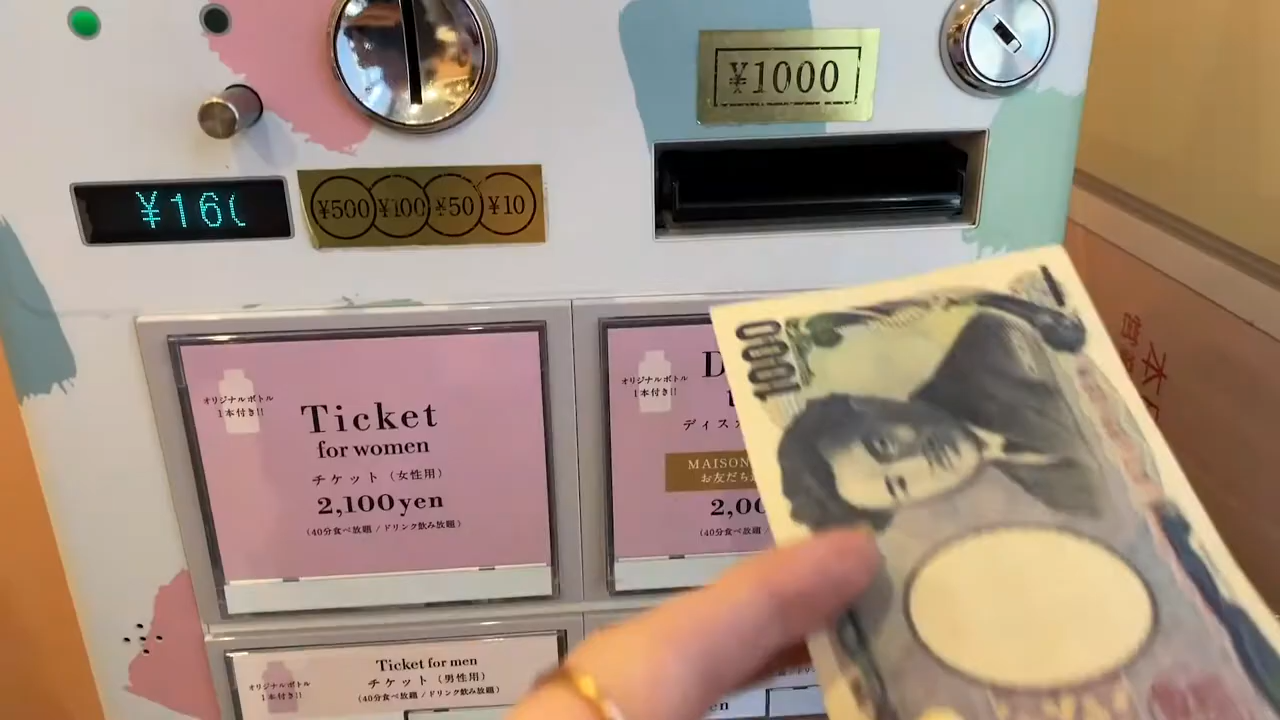 ¥1000
¥16
¥500 ¥100 ¥50 ¥10
オリジナルボトル
1本付き!!
Ticket
for women
チケット（女性用）
2,100yen
（40分食べ放題 / ドリンク飲み放題）
オリジナルボトル
1本付き!!
D
ディス
MAISON
お友だち
2,00
（40分食べ
1000
オリジナルボトル
1本付き!!
Ticket for men
チケット（男性用）
（40分食べ放題 / ドリンク飲み放題）
本